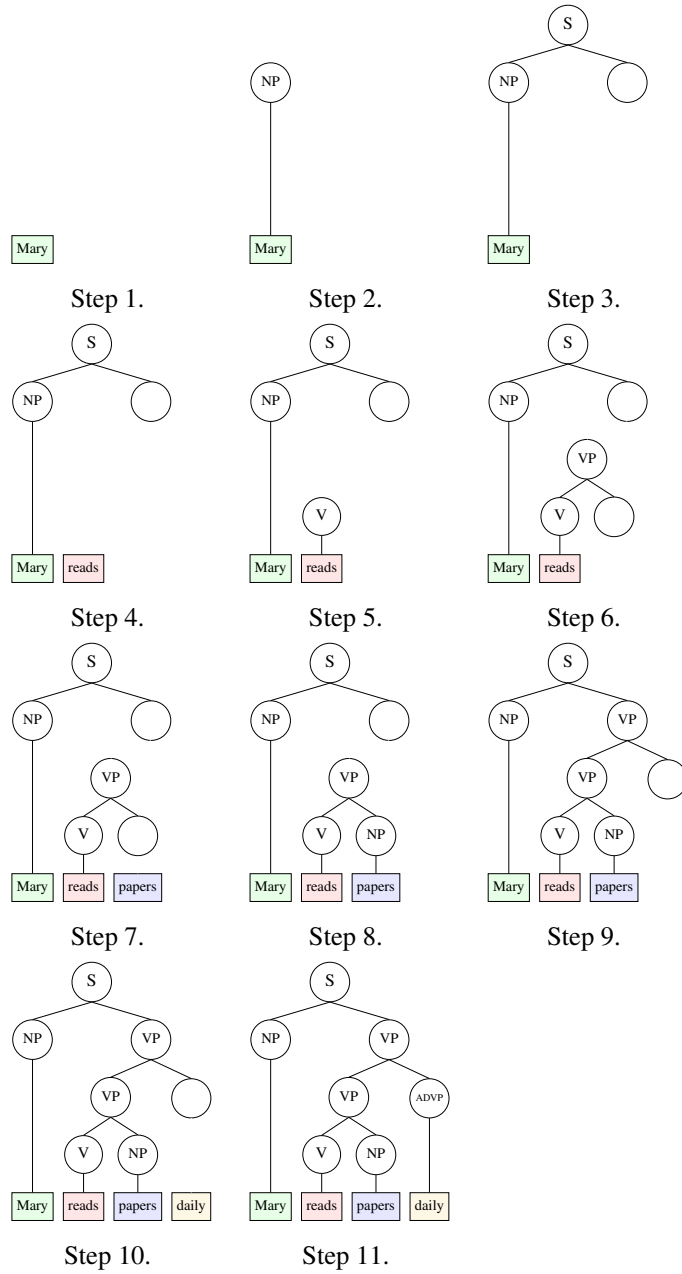 S
NP
NP
Mary Mary Mary
Step 1. Step 2. Step 3.
S S S
NP NP NP
VP
V V
Mary reads Mary reads Mary reads
Step 4. Step 5. Step 6.
S S S
NP NP NP VP
VP VP VP
V V NP V NP
Mary reads papers Mary reads papers Mary reads papers
Step 7. Step 8. Step 9.
S S
NP VP NP VP
VP VP ADVP
V NP V NP
Mary reads papers daily Mary reads papers daily
Step 10. Step 11.